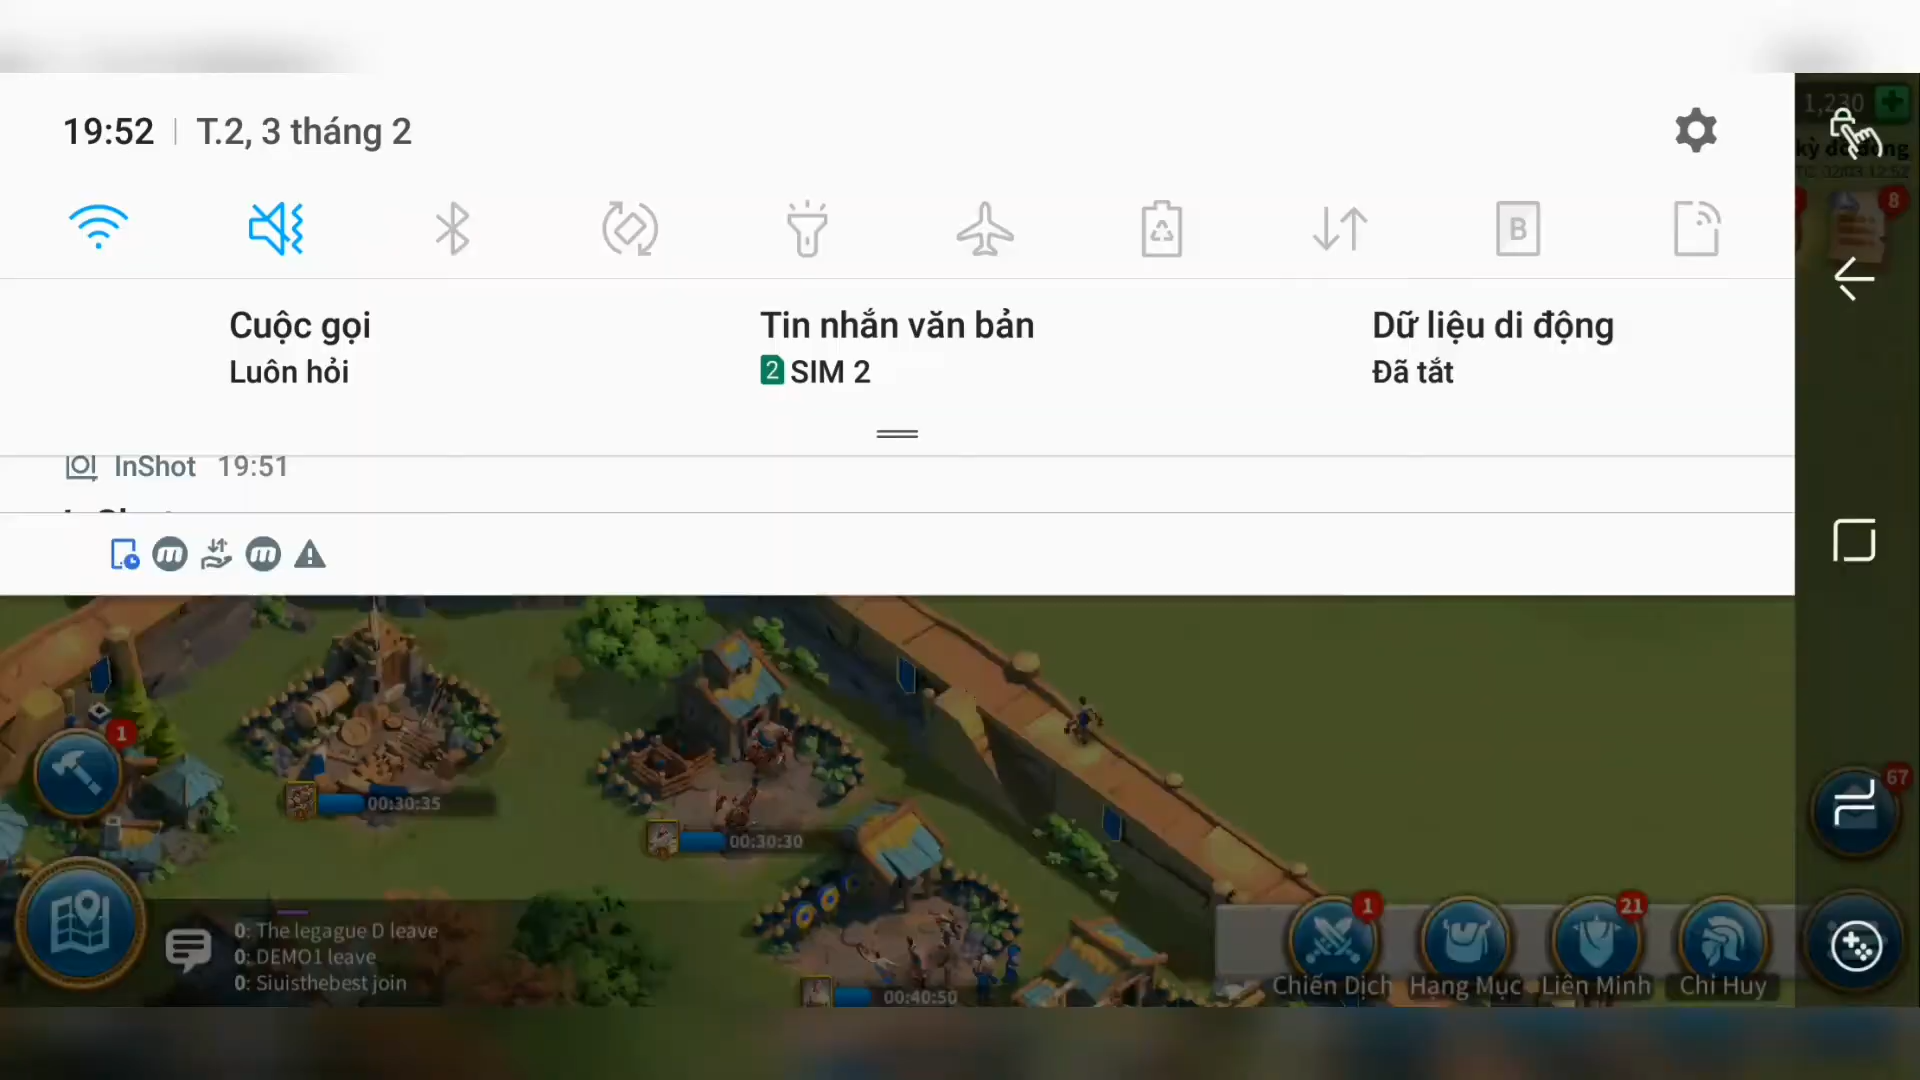 19:52 | T.2, 3 tháng 2
B
Cuộc gọi
Luôn hỏi
Tin nhắn văn bản
2 SIM 2
Dữ liệu di động
Đã tắt
InShot 19:51
1,230
8
1
00:30:35
00:30:30
00:40:50
67
0: The legague D leave
0: DEMO1 leave
0: Siuisthebest join
1
21
Chiến Dịch
Hạng Mục
Liên Minh
Chỉ Huy